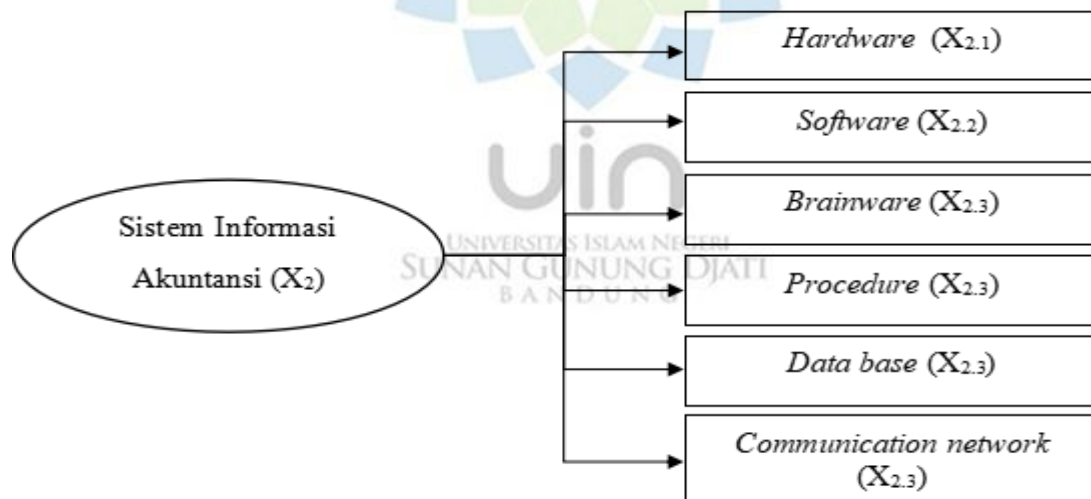 Hardware (X₂.₁)
Software (X₂.₂)
uin
Brainware (X₂.₃)
Sistem Informasi
Akuntansi (X₂)
UNIVERSITAS ISLAM NEGERI
SUNAN GUNUNG DJATI
BANDUNG
Procedure (X₂.₃)
Data base (X₂.₃)
Communication network
(X₂.₃)